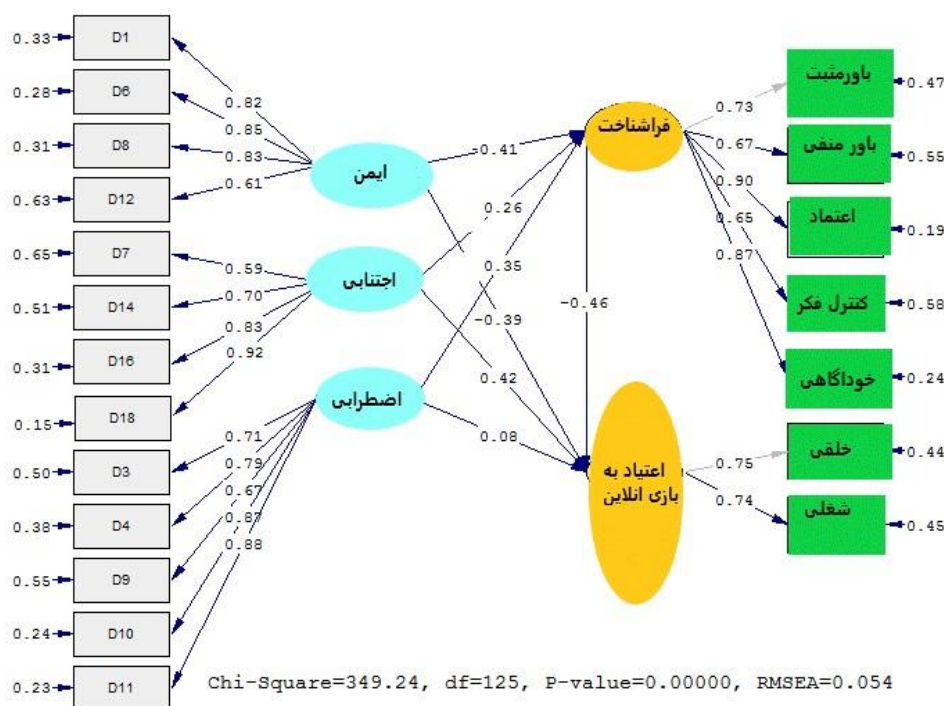 0.33
D1
0.28
D6
0.31
D8
0.63
D12
0.65
D7
0.51
D14
0.31
D16
0.15
D18
0.50
D3
0.38
D4
0.55
D9
0.24
D10
0.23
D11
0.82
0.85
0.83
0.61
0.59
0.70
0.83
0.92
0.71
0.79
0.67
0.87
0.88
ایمن
اجتنابی
اضطرابی
-0.41
0.26
0.35
-0.39
0.42
0.08
-0.46
فراشناخت
اعتیاد به
بازی انلاین
0.73
0.67
0.90
0.65
0.87
0.75
0.74
باورمثبت
0.47
باور منفی
0.55
اعتماد
0.19
کنترل فکر
0.58
خوداگاهی
0.24
خلقی
0.44
شغلی
0.45
Chi-Square=349.24, df=125, P-value=0.00000, RMSEA=0.054